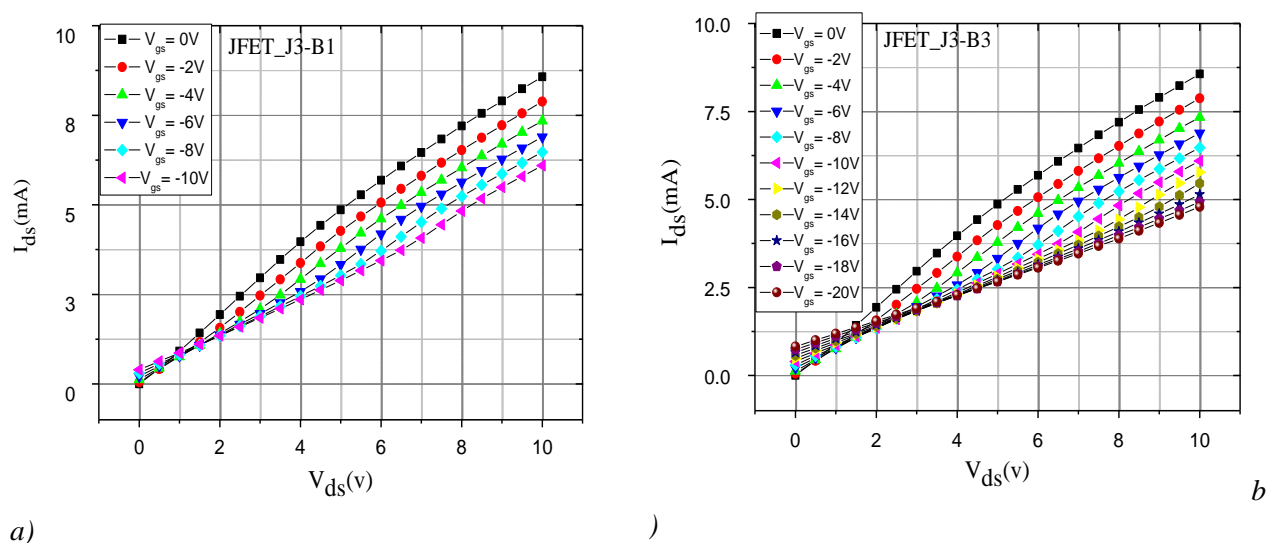 JFET_J3-B1
V_gs= 0V
V_gs= -2V
V_gs= -4V
V_gs= -6V
V_gs= -8V
V_gs= -10V
I_ds(mA)
10
8
5
3
0
0 2 4 6 8 10
V_ds(v)
a)
JFET_J3-B3
V_gs= 0V
V_gs= -2V
V_gs= -4V
V_gs= -6V
V_gs= -8V
V_gs= -10V
V_gs= -12V
V_gs= -14V
V_gs= -16V
V_gs= -18V
V_gs= -20V
I_ds(mA)
10.0
7.5
5.0
2.5
0.0
0 2 4 6 8 10
V_ds(v)
b
)